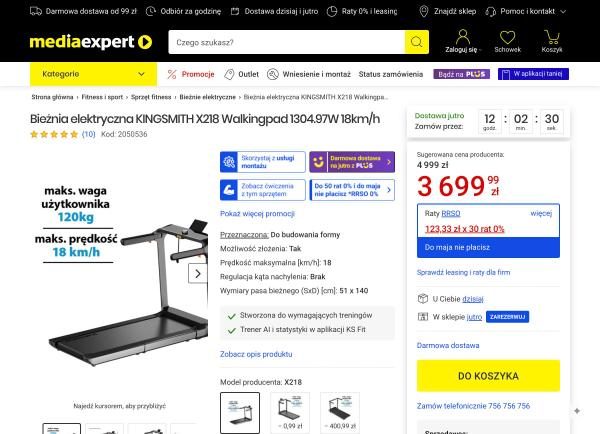 Darmowa dostawa od 99 zł
Odbiór za godzinę
Dostawa dzisiaj i jutro
Raty 0% i leasing
Znajdź sklep
Pomoc i kontakt
mediaexpert
Czego szukasz?
Zaloguj się
Schowek
Koszyk
Kategorie
Promocje
Outlet
Wniesienie i montaż
Status zamówienia
Bądź na PLUS
W aplikacji taniej
Strona główna › Fitness i sport › Sprzęt fitness › Bieżnie elektryczne › Bieżnia elektryczna KINGSMITH X218 Walkingpa...
Bieżnia elektryczna KINGSMITH X218 Walkingpad 1304.97W 18km/h
(10) Kod: 2050536
Dostawa jutro
Zamów przez:
12 : 02 : 30
godz. min. sek.
maks. waga
użytkownika
120kg
maks. prędkość
18 km/h
Najedź kursorem, aby przybliżyć
Skorzystaj z usługi
montażu
Darmowa dostawa
na jutro z PLUS
Zobacz ćwiczenia
z tym sprzętem
Do 50 rat 0% i do maja
nie płacisz *RRSO 0%
Pokaż więcej promocji
Przeznaczona: Do budowania formy
Możliwość złożenia: Tak
Prędkość maksymalna [km/h]: 18
Regulacja kąta nachylenia: Brak
Wymiary pasa bieżnego (SxD) [cm]: 51 x 140
Stworzona do wymagających treningów
Trener AI i statystyki w aplikacji KS Fit
Zobacz opis produktu
Model producenta: X218
- 0,99 zł
- 400,99 zł
Sugerowana cena producenta:
4 999 zł
3 699 99 zł
Raty RRSO
więcej
123,33 zł x 30 rat 0%
Do maja nie płacisz
Sprawdź leasing i raty dla firm
U Ciebie dzisiaj
W sklepie jutro ZAREZERWUJ
Darmowa dostawa
DO KOSZYKA
Zamów telefonicznie 756 756 756
Sprzedawca: